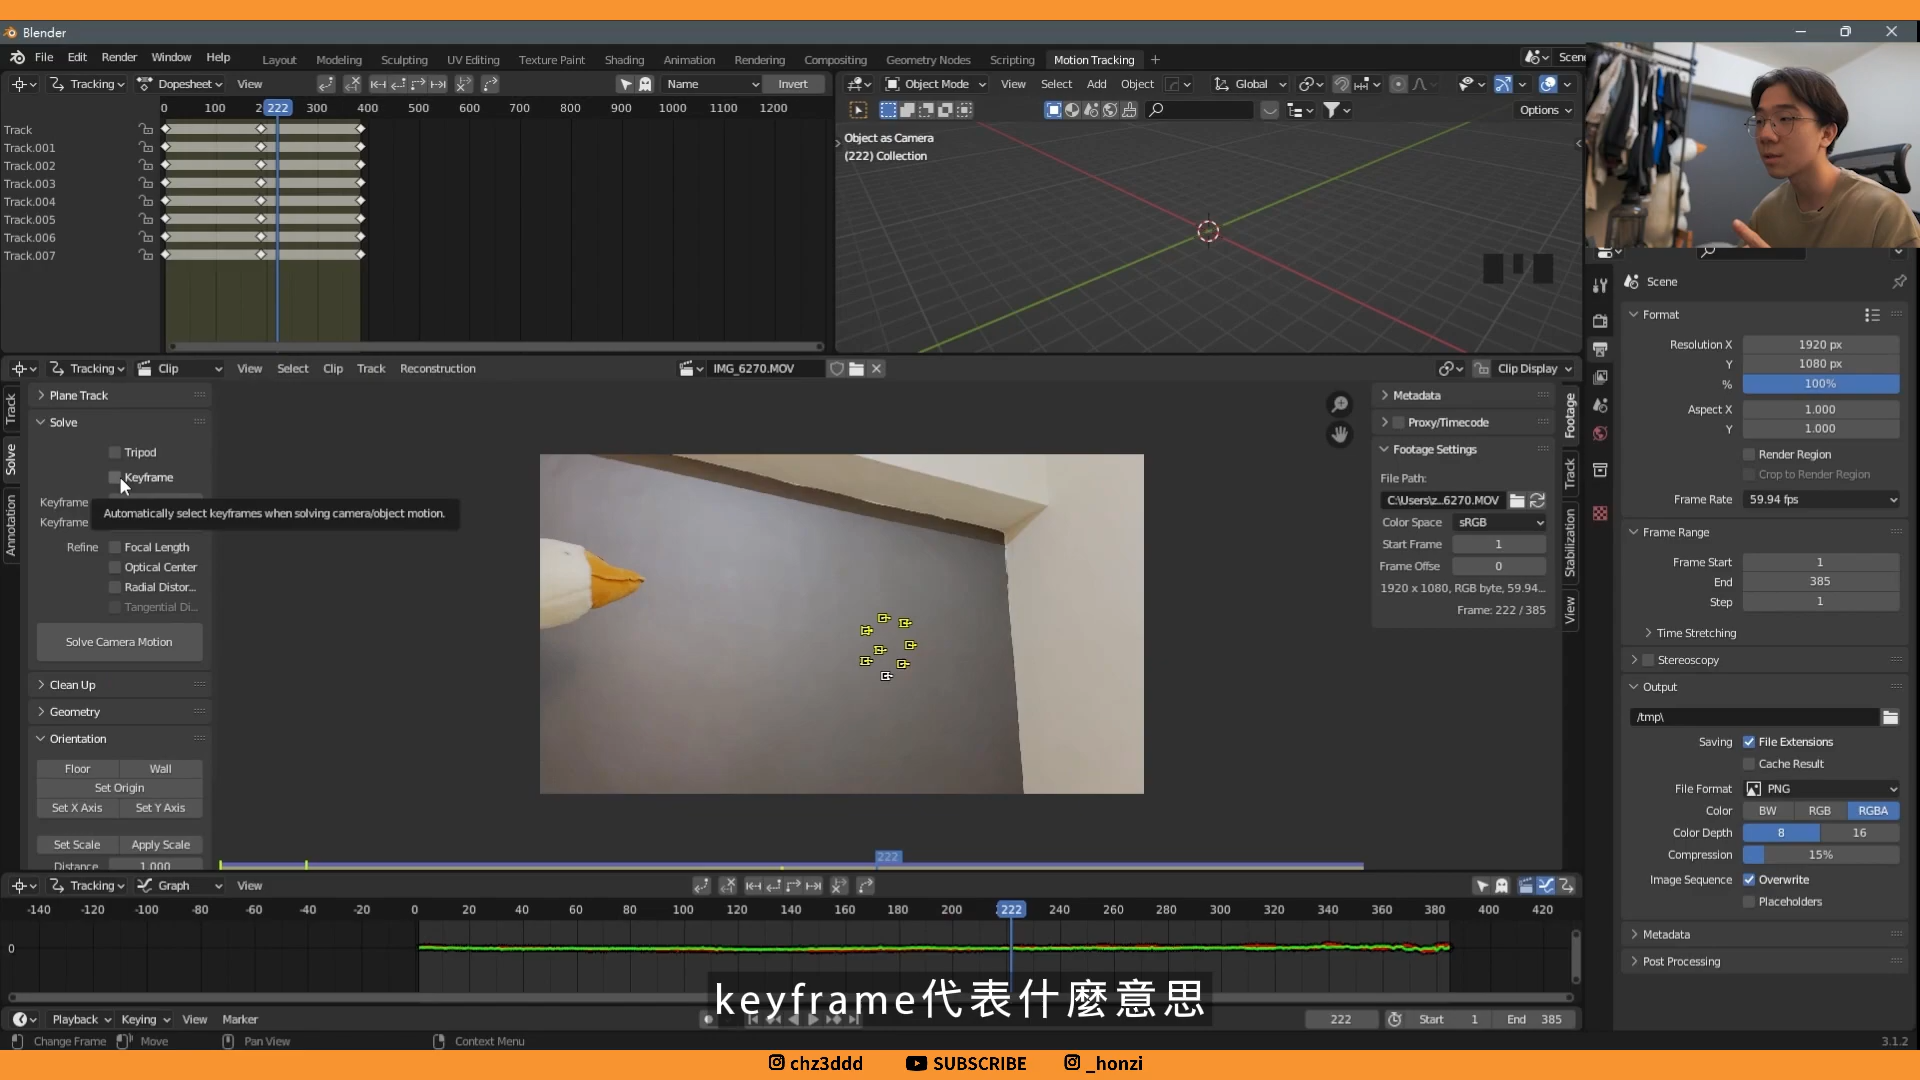 Blender
File Edit Render Window Help
Layout Modeling Sculpting UV Editing Texture Paint Shading Animation Rendering Compositing Geometry Nodes Scripting Motion Tracking +
Scene
Tracking Dopesheet View Name Invert
0 100 2 222 300 400 500 600 700 800 900 1000 1100 1200
Track
Track.001
Track.002
Track.003
Track.004
Track.005
Track.006
Track.007
Object Mode View Select Add Object Global
Options
Object as Camera
(222) Collection
Tracking Clip View Select Clip Track Reconstruction IMG_6270.MOV Clip Display
Track
Solve
Annotation
Plane Track
Solve
Tripod
Keyframe
Keyframe
Keyframe
Automatically select keyframes when solving camera/object motion.
Refine Focal Length
Optical Center
Radial Distor...
Tangential Di...
Solve Camera Motion
Clean Up
Geometry
Orientation
Floor Wall
Set Origin
Set X Axis Set Y Axis
Set Scale Apply Scale
Distance 1.000
222
Metadata
Proxy/Timecode
Footage Settings
File Path:
C:\Users\z...6270.MOV
Color Space sRGB
Start Frame 1
Frame Offse 0
1920 x 1080, RGB byte, 59.94...
Frame: 222 / 385
Footage
Track
Stabilization
View
Scene
Format
Resolution X 1920 px
Y 1080 px
% 100%
Aspect X 1.000
Y 1.000
Render Region
Crop to Render Region
Frame Rate 59.94 fps
Frame Range
Frame Start 1
End 385
Step 1
Time Stretching
Stereoscopy
Output
/tmp\
Saving File Extensions
Cache Result
File Format PNG
Color BW RGB RGBA
Color Depth 8 16
Compression 15%
Image Sequence Overwrite
Placeholders
Metadata
Post Processing
Tracking Graph View
-140 -120 -100 -80 -60 -40 -20 0 20 40 60 80 100 120 140 160 180 200 222 240 260 280 300 320 340 360 380 400 420
0
keyframe代表什麼意思
Playback Keying View Marker 222 Start 1 End 385
Change Frame Move Pan View Context Menu 3.1.2
chz3ddd SUBSCRIBE _honzi